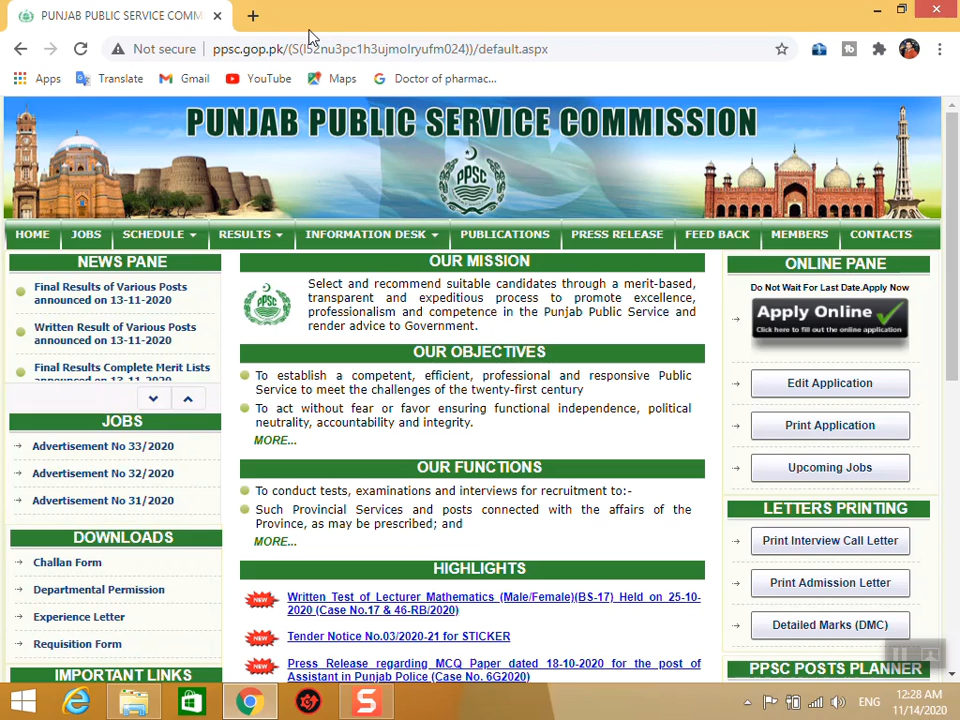 PUNJAB PUBLIC SERVICE COMM
Not secure
ppsc.gop.pk/(S(l52nu3pc1h3ujmolryufm024))/default.aspx
Apps
Translate
Gmail
YouTube
Maps
Doctor of pharmac...
PUNJAB PUBLIC SERVICE COMMISSION
PPSC
HOME
JOBS
SCHEDULE
RESULTS
INFORMATION DESK
PUBLICATIONS
PRESS RELEASE
FEED BACK
MEMBERS
CONTACTS
NEWS PANE
Final Results of Various Posts
announced on 13-11-2020
Written Result of Various Posts
announced on 13-11-2020
Final Results Complete Merit Lists
announced on 13-11-2020
JOBS
Advertisement No 33/2020
Advertisement No 32/2020
Advertisement No 31/2020
DOWNLOADS
Challan Form
Departmental Permission
Experience Letter
Requisition Form
IMPORTANT LINKS
OUR MISSION
PPSC
Select and recommend suitable candidates through a merit-based,
transparent and expeditious process to promote excellence,
professionalism and competence in the Punjab Public Service and
render advice to Government.
OUR OBJECTIVES
To establish a competent, efficient, professional and responsive Public
Service to meet the challenges of the twenty-first century
To act without fear or favor ensuring functional independence, political
neutrality, accountability and integrity.
MORE...
OUR FUNCTIONS
To conduct tests, examinations and interviews for recruitment to:-
Such Provincial Services and posts connected with the affairs of the
Province, as may be prescribed; and
MORE...
HIGHLIGHTS
NEW
Written Test of Lecturer Mathematics (Male/Female)(BS-17) Held on 25-10-
2020 (Case No.17 & 46-RB/2020)
NEW
Tender Notice No.03/2020-21 for STICKER
NEW
Press Release regarding MCQ Paper dated 18-10-2020 for the post of
Assistant in Punjab Police (Case No. 6G2020)
ONLINE PANE
Do Not Wait For Last Date.Apply Now
Apply Online
Click here to fill out the online application
Edit Application
Print Application
Upcoming Jobs
LETTERS PRINTING
Print Interview Call Letter
Print Admission Letter
Detailed Marks (DMC)
PPSC POSTS PLANNER
ENG
12:28 AM
11/14/2020